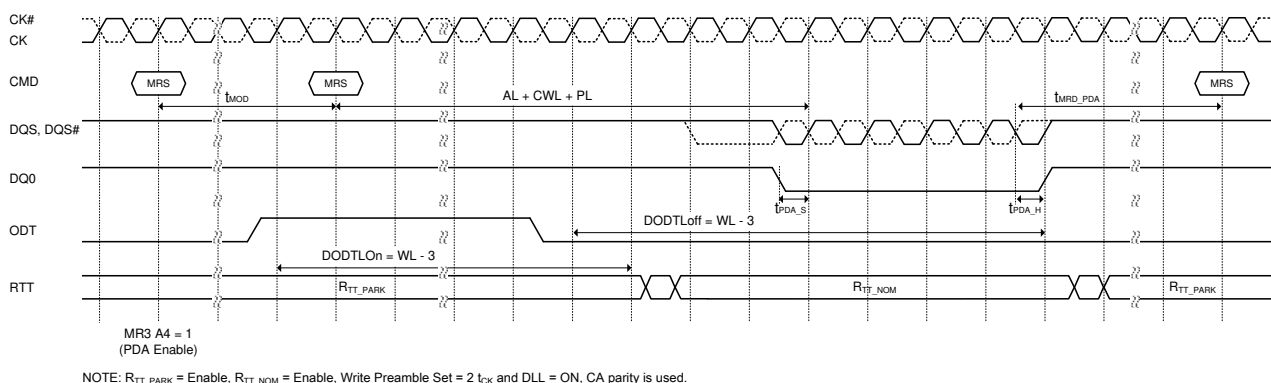 CK#
CK
CMD
MRS
MRS
MRS
tMOD
AL + CWL + PL
tMRD_PDA
DQS, DQS#
DQ0
tPDA_S
tPDA_H
ODT
DODTLoff = WL - 3
DODTLOn = WL - 3
RTT
RTT_PARK
RTT_NOM
RTT_PARK
MR3 A4 = 1
(PDA Enable)
NOTE: RTT_PARK = Enable, RTT_NOM = Enable, Write Preamble Set = 2 tCK and DLL = ON, CA parity is used.